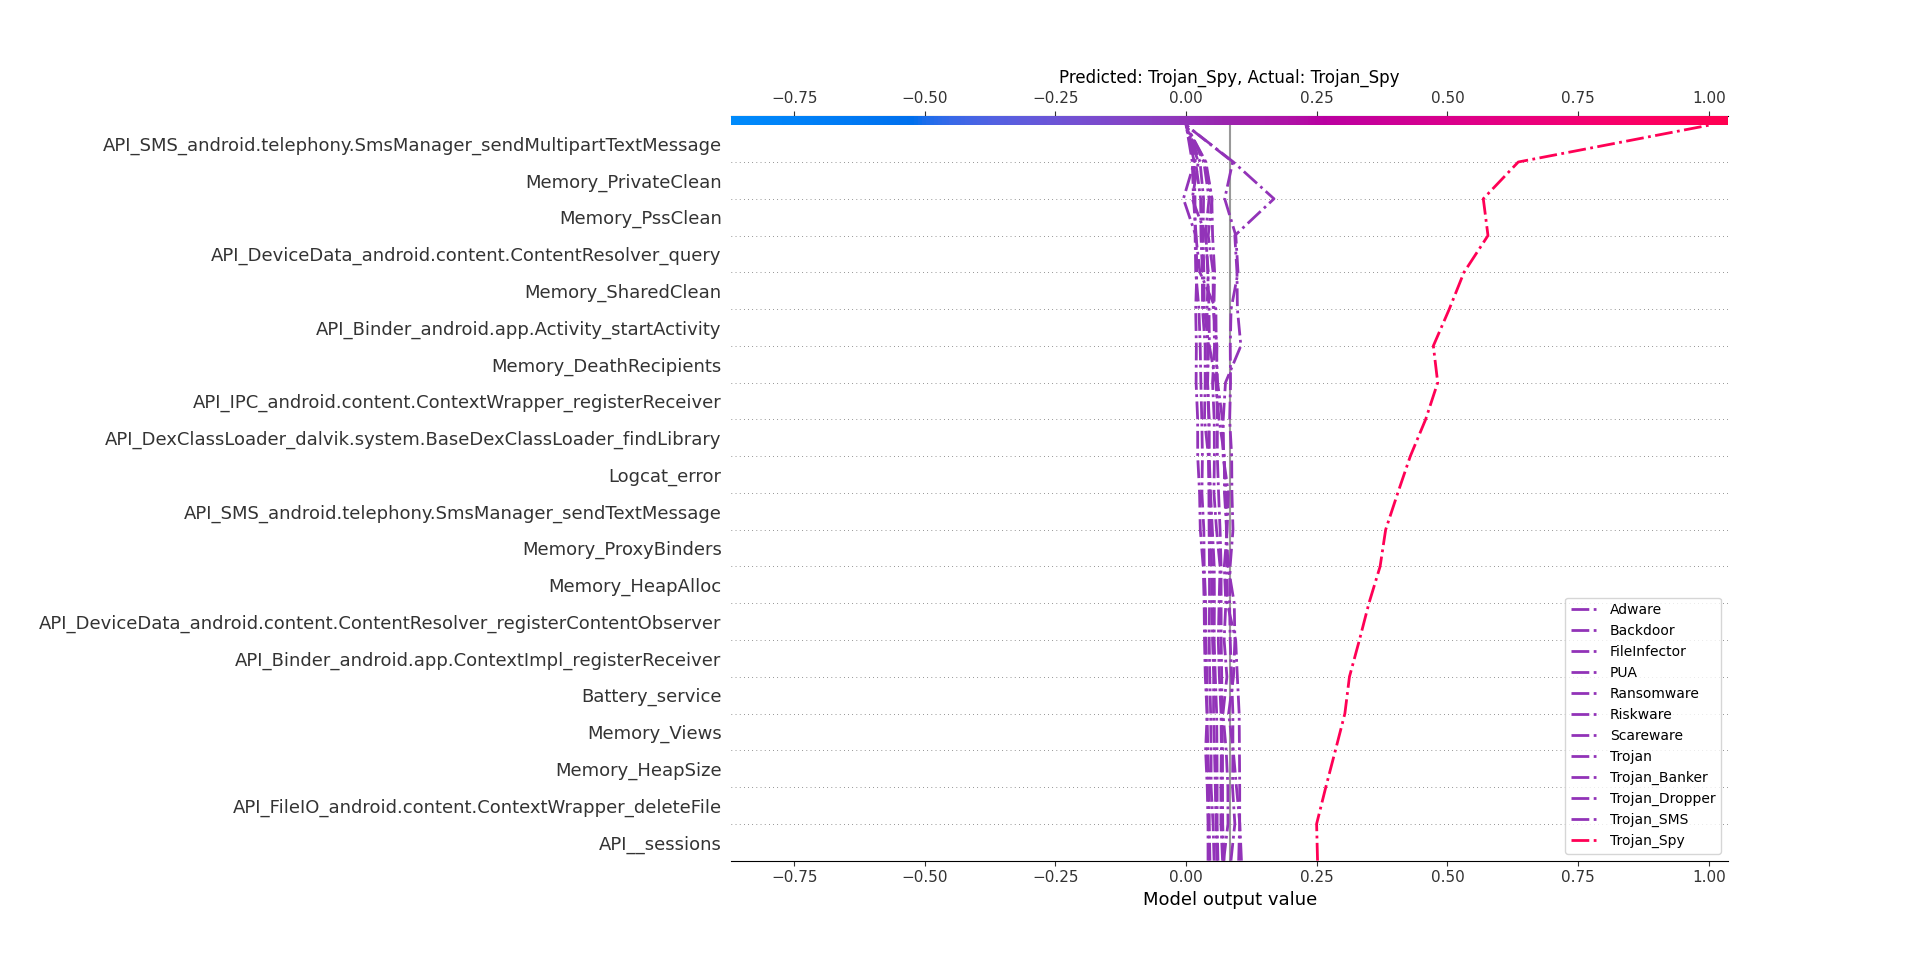 Predicted: Trojan_Spy, Actual: Trojan_Spy
−0.75 −0.50 −0.25 0.00 0.25 0.50 0.75 1.00
API_SMS_android.telephony.SmsManager_sendMultipartTextMessage
Memory_PrivateClean
Memory_PssClean
API_DeviceData_android.content.ContentResolver_query
Memory_SharedClean
API_Binder_android.app.Activity_startActivity
Memory_DeathRecipients
API_IPC_android.content.ContextWrapper_registerReceiver
API_DexClassLoader_dalvik.system.BaseDexClassLoader_findLibrary
Logcat_error
API_SMS_android.telephony.SmsManager_sendTextMessage
Memory_ProxyBinders
Memory_HeapAlloc
API_DeviceData_android.content.ContentResolver_registerContentObserver
API_Binder_android.app.ContextImpl_registerReceiver
Battery_service
Memory_Views
Memory_HeapSize
API_FileIO_android.content.ContextWrapper_deleteFile
API__sessions
Adware
Backdoor
FileInfector
PUA
Ransomware
Riskware
Scareware
Trojan
Trojan_Banker
Trojan_Dropper
Trojan_SMS
Trojan_Spy
−0.75 −0.50 −0.25 0.00 0.25 0.50 0.75 1.00
Model output value